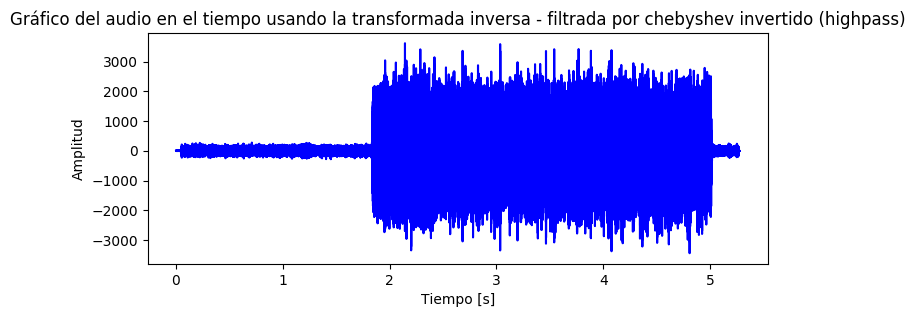 Gráfico del audio en el tiempo usando la transformada inversa - filtrada por chebyshev invertido (highpass)
3000
2000
1000
0
−1000
−2000
−3000
Amplitud
0 1 2 3 4 5
Tiempo [s]